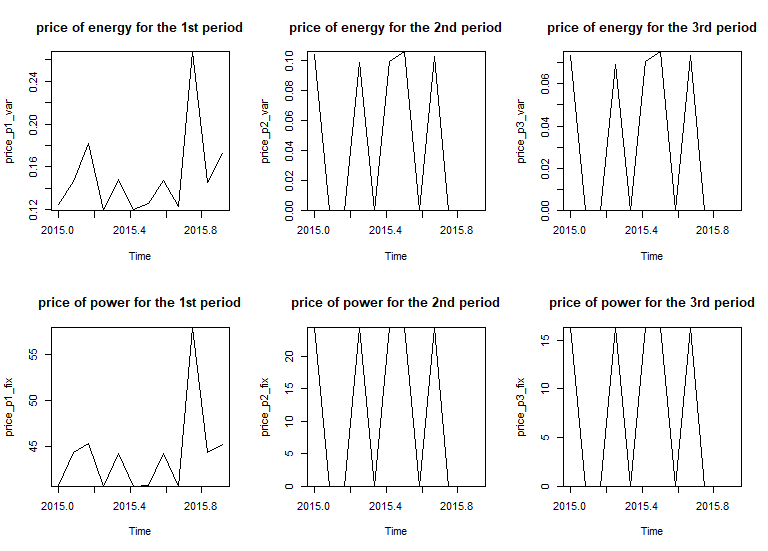 price of energy for the 1st period
price_p1_var
0.12 0.16 0.20 0.24
2015.0 2015.4 2015.8
Time
price of energy for the 2nd period
price_p2_var
0.00 0.02 0.04 0.06 0.08 0.10
2015.0 2015.4 2015.8
Time
price of energy for the 3rd period
price_p3_var
0.00 0.02 0.04 0.06
2015.0 2015.4 2015.8
Time
price of power for the 1st period
price_p1_fix
45 50 55
2015.0 2015.4 2015.8
Time
price of power for the 2nd period
price_p2_fix
0 5 10 15 20
2015.0 2015.4 2015.8
Time
price of power for the 3rd period
price_p3_fix
0 5 10 15
2015.0 2015.4 2015.8
Time